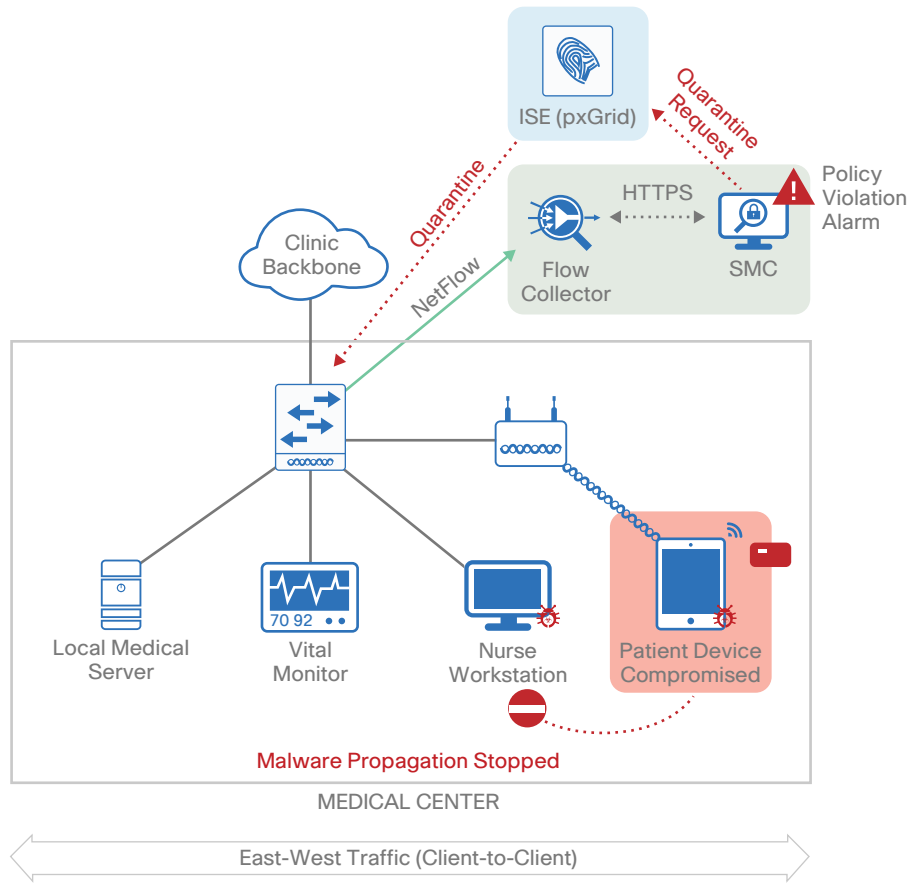 ISE (pxGrid)
Quarantine
Request
Quarantine
Policy
Violation
Alarm
HTTPS
Flow
Collector
SMC
Clinic
Backbone
NetFlow
70 92
Local Medical
Server
Vital
Monitor
Nurse
Workstation
Patient Device
Compromised
Malware Propagation Stopped
MEDICAL CENTER
East-West Traffic (Client-to-Client)